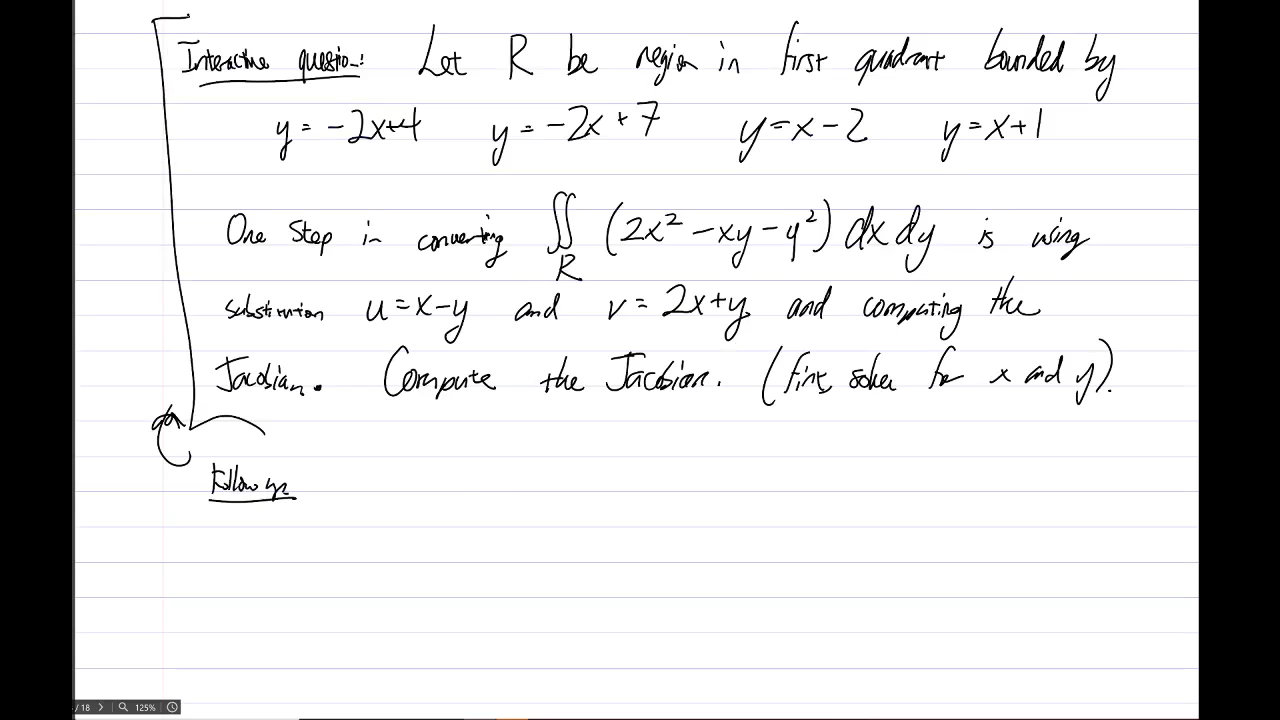 Interactive question: Let R be region in first quadrant bounded by
y = -2x+4 y = -2x + 7 y = x - 2 y = x + 1
One step in converting ∬_R (2x² - xy - y²) dx dy is using
substitution u = x - y and v = 2x + y and computing the
Jacobian. Compute the Jacobian. (first, solve for x and y).
Follow up
/ 18 125%